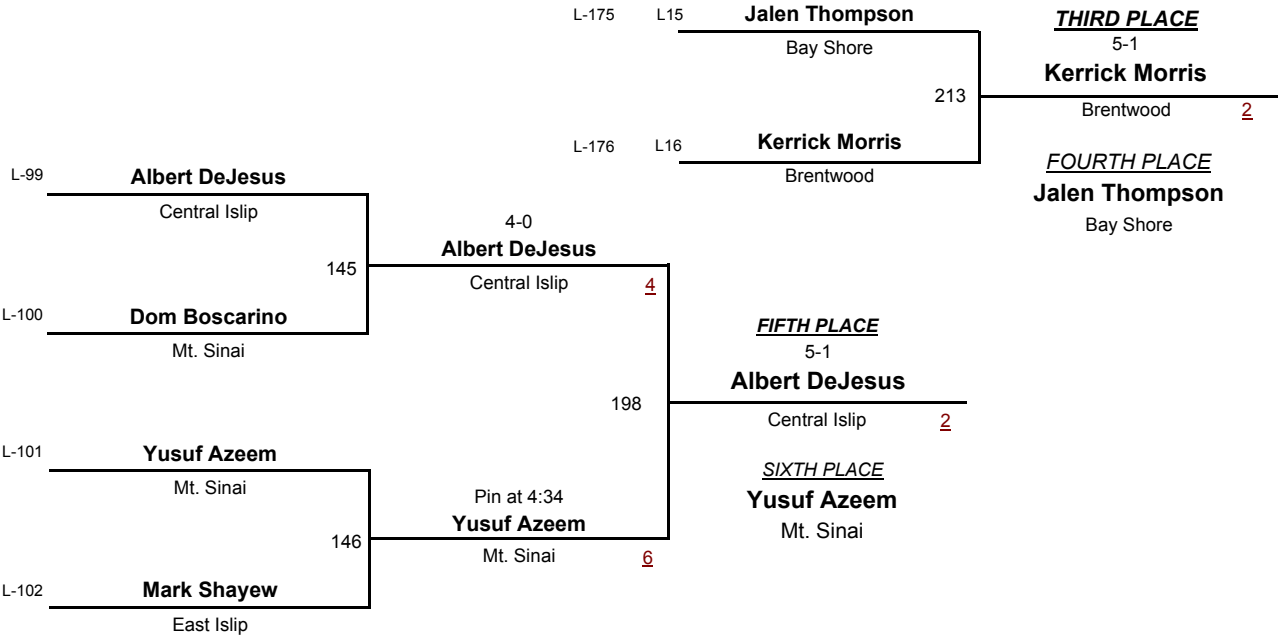 L-175 L15 Jalen Thompson
Bay Shore
213
L-176 L16 Kerrick Morris
Brentwood
THIRD PLACE
5-1
Kerrick Morris
Brentwood 2
FOURTH PLACE
Jalen Thompson
Bay Shore
L-99 Albert DeJesus
Central Islip
145
L-100 Dom Boscarino
Mt. Sinai
4-0
Albert DeJesus
Central Islip 4
L-101 Yusuf Azeem
Mt. Sinai
146
L-102 Mark Shayew
East Islip
Pin at 4:34
Yusuf Azeem
Mt. Sinai 6
198
FIFTH PLACE
5-1
Albert DeJesus
Central Islip 2
SIXTH PLACE
Yusuf Azeem
Mt. Sinai